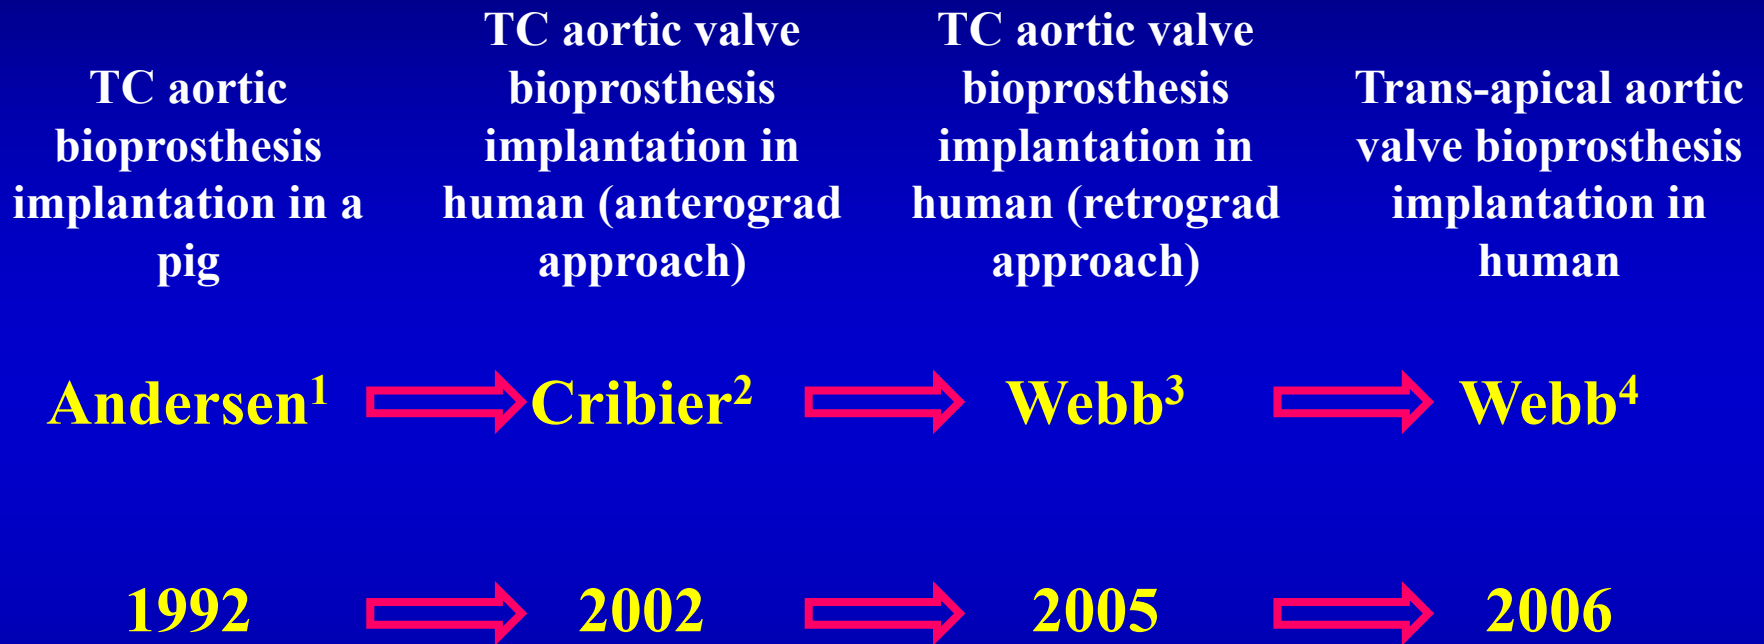 TC aortic
bioprosthesis
implantation in a
pig
TC aortic valve
bioprosthesis
implantation in
human (anterograd
approach)
TC aortic valve
bioprosthesis
implantation in
human (retrograd
approach)
Trans-apical aortic
valve bioprosthesis
implantation in
human
Andersen¹ Cribier² Webb³ Webb⁴
1992 2002 2005 2006